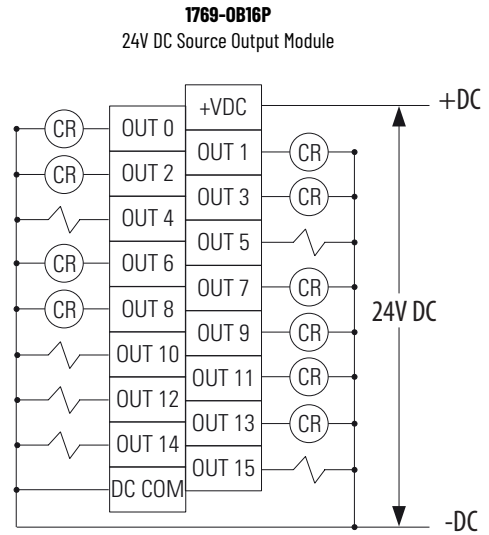 1769-OB16P
24V DC Source Output Module
+VDC
+DC
CR
OUT 0
OUT 1
CR
CR
OUT 2
OUT 3
CR
OUT 4
OUT 5
CR
OUT 6
OUT 7
CR
CR
OUT 8
24V DC
OUT 9
CR
OUT 10
OUT 11
CR
OUT 12
OUT 13
CR
OUT 14
OUT 15
DC COM
-DC